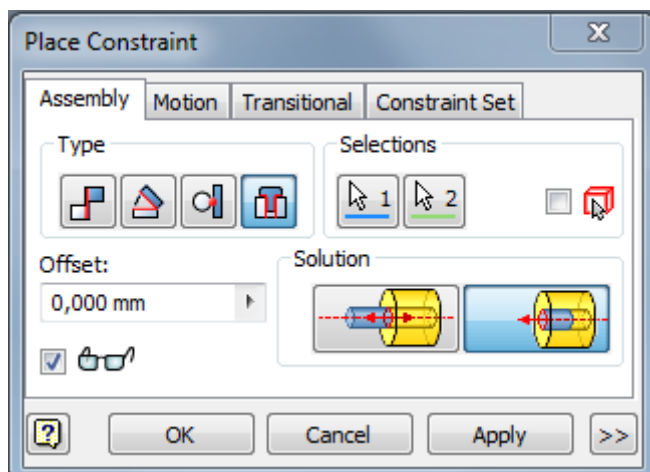 Place Constraint
Assembly Motion Transitional Constraint Set
Type
Selections
1 2
Offset:
Solution
0,000 mm
OK Cancel Apply >>